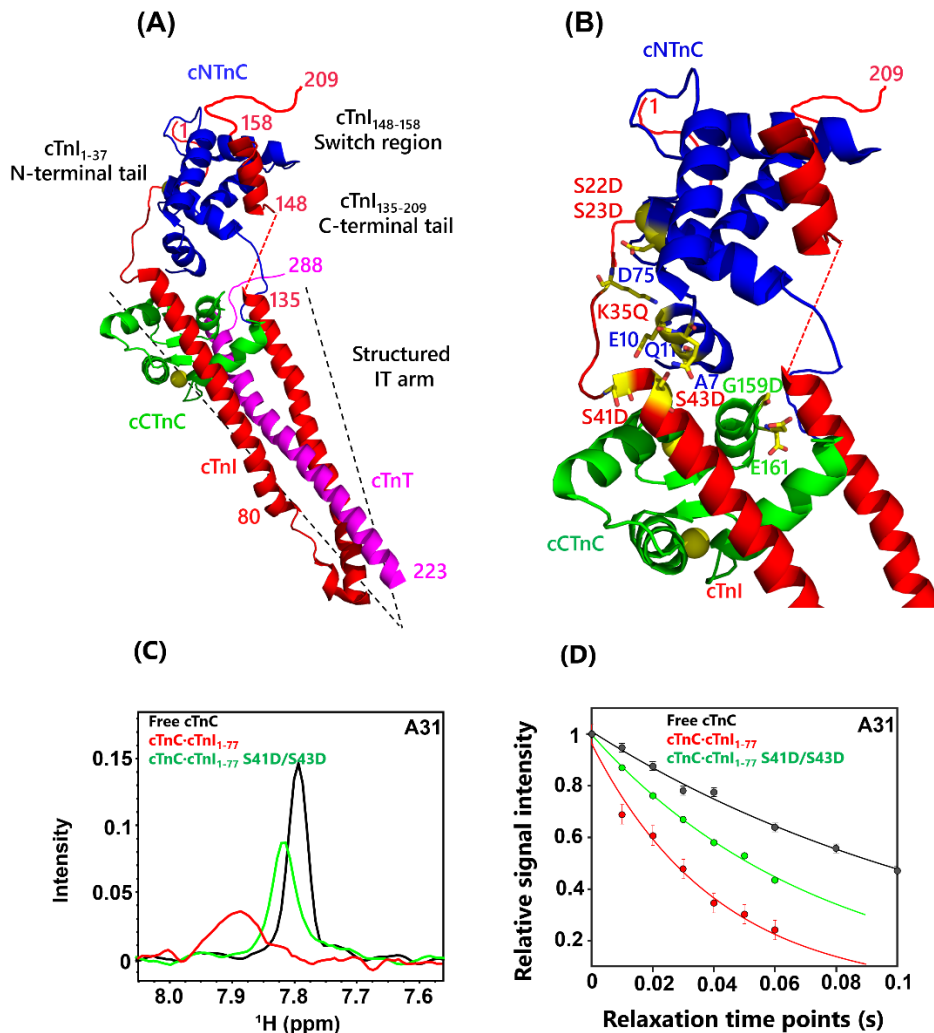 (A)
cNTnC
209
1
158
cTnI148-158
Switch region
cTnI1-37
N-terminal tail
148
cTnI135-209
C-terminal tail
288
135
Structured
IT arm
cCTnC
cTnI
cTnT
80
223
(B)
cNTnC
209
1
S22D
S23D
D75
K35Q
E10
Q11
A7
G159D
S41D
S43D
E161
cCTnC
cTnI
(C)
Free cTnC
A31
cTnC·cTnI1-77
cTnC·cTnI1-77 S41D/S43D
0.15
0.1
0.05
0
Intensity
8.0 7.9 7.8 7.7 7.6
1H (ppm)
(D)
Free cTnC
A31
cTnC·cTnI1-77
cTnC·cTnI1-77 S41D/S43D
1
0.8
0.6
0.4
0.2
Relative signal intensity
0 0.02 0.04 0.06 0.08 0.1
Relaxation time points (s)